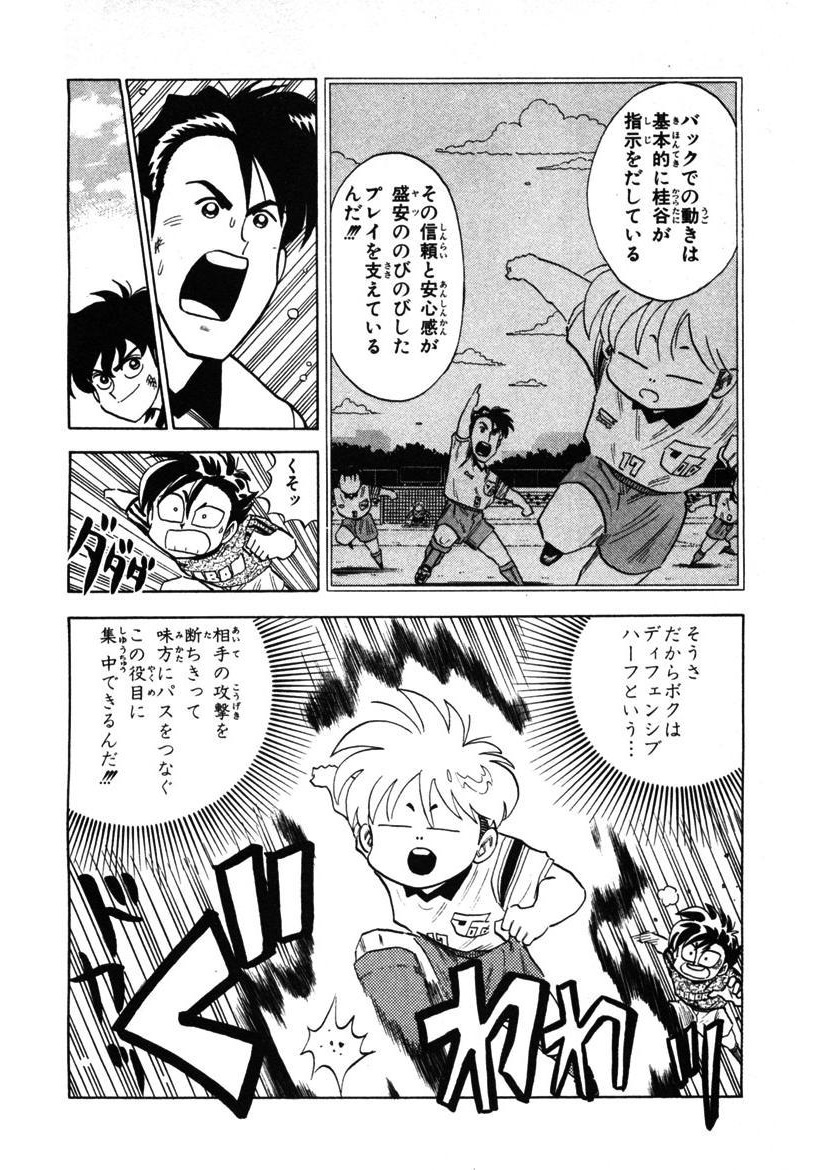 バックでの動きは
基本的に桂谷が
指示をだしている
その信頼と安心感が
盛安ののびのびした
プレイを支えている
んだ!!!
くそッ
ダダダダ
そうさ
だからボクは
ディフェンシブ
ハーフという…
相手の攻撃を
断ちきって
味方にパスをつなぐ
この役目に
集中できるんだ!!!
ドカッ
ぐわわッ
17